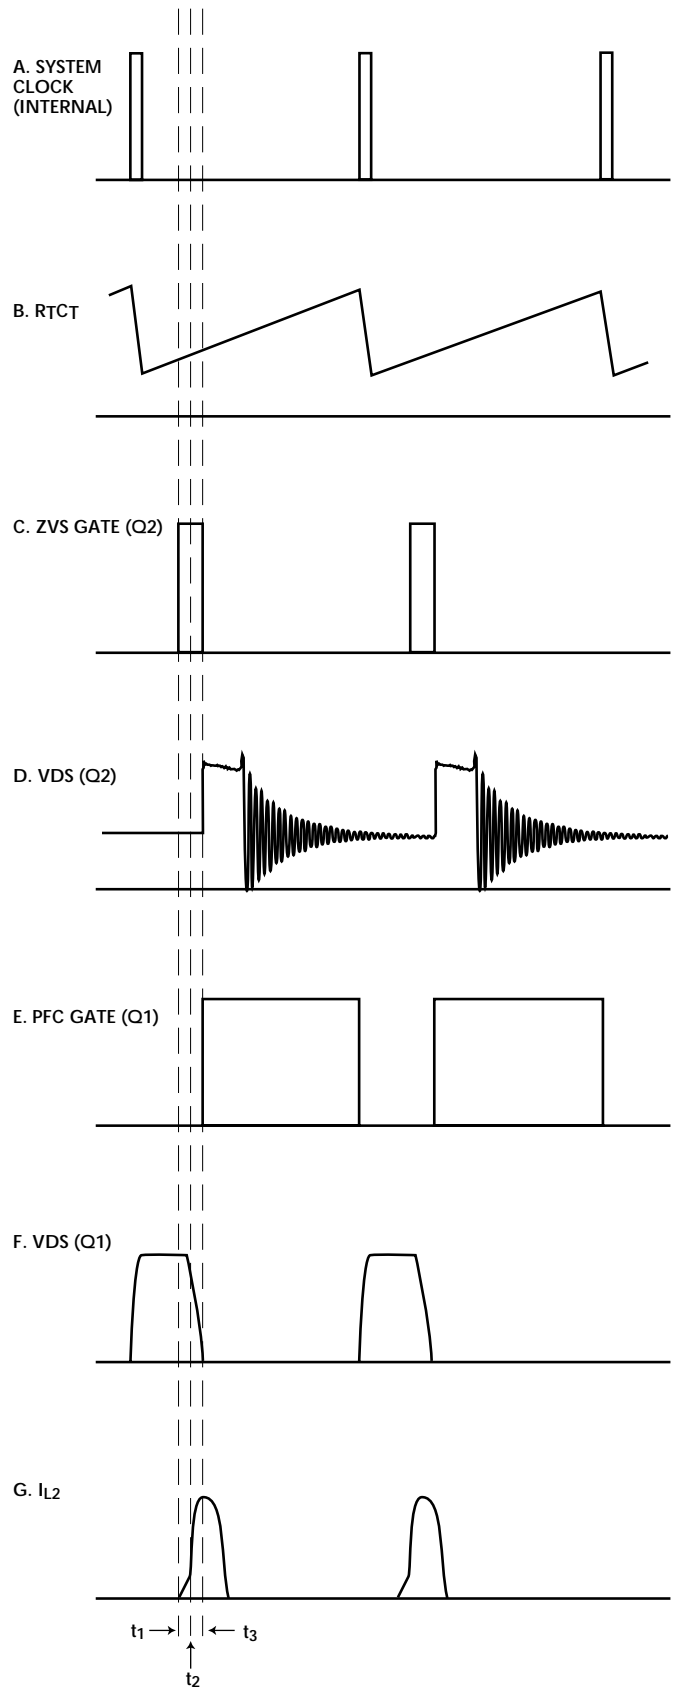 A. SYSTEM
CLOCK
(INTERNAL)
B. RTCT
C. ZVS GATE (Q2)
D. VDS (Q2)
E. PFC GATE (Q1)
F. VDS (Q1)
G. IL2
t1
t3
t2